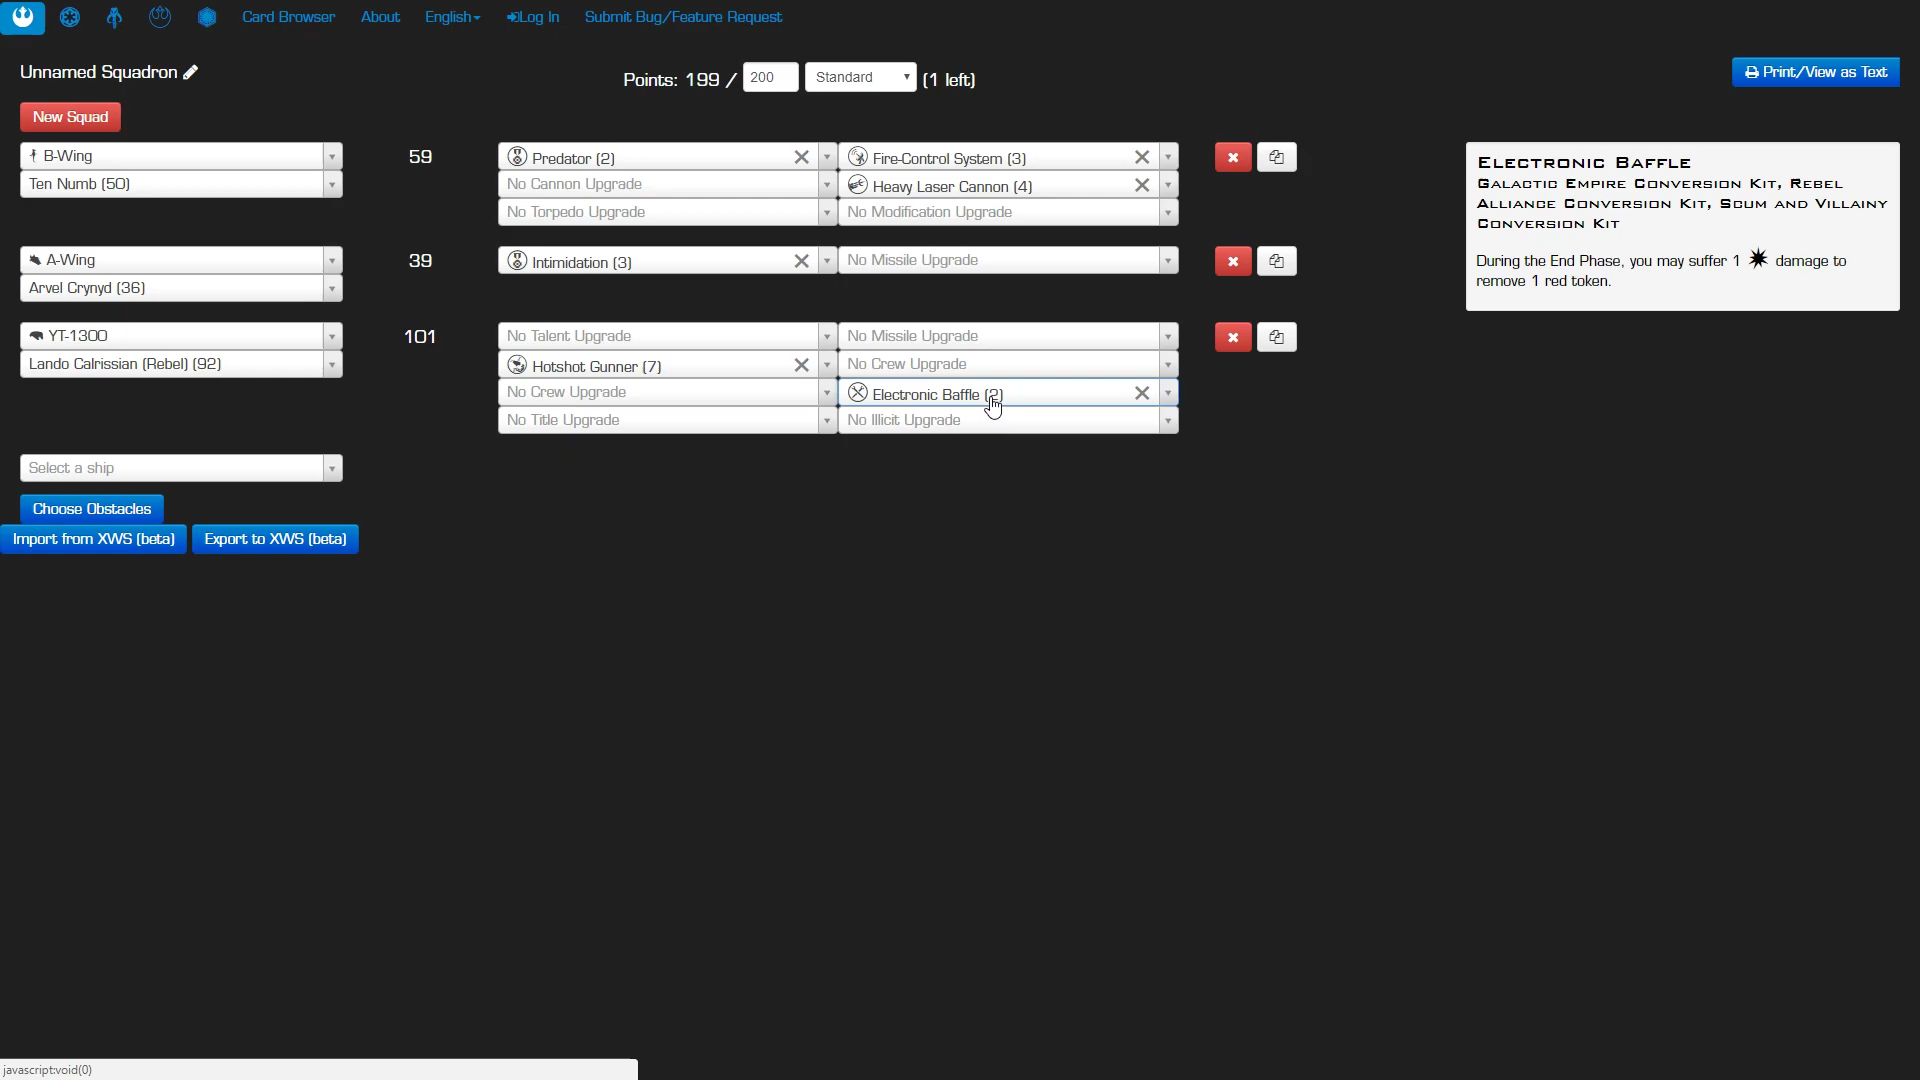 Card Browser About English Log In Submit Bug/Feature Request
Unnamed Squadron
Points: 199 / 200 Standard (1 left)
Print/View as Text
New Squad
B-Wing 59 Predator (2) Fire-Control System (3)
Ten Numb (50) No Cannon Upgrade Heavy Laser Cannon (4)
No Torpedo Upgrade No Modification Upgrade
A-Wing 39 Intimidation (3) No Missile Upgrade
Arvel Crynyd (36)
YT-1300 101 No Talent Upgrade No Missile Upgrade
Lando Calrissian (Rebel) (92) Hotshot Gunner (7) No Crew Upgrade
No Crew Upgrade Electronic Baffle (2)
No Title Upgrade No Illicit Upgrade
Select a ship
Choose Obstacles
Import from XWS (beta) Export to XWS (beta)
Electronic Baffle
Galactic Empire Conversion Kit, Rebel
Alliance Conversion Kit, Scum and Villainy
Conversion Kit
During the End Phase, you may suffer 1 damage to
remove 1 red token.
javascript:void(0)